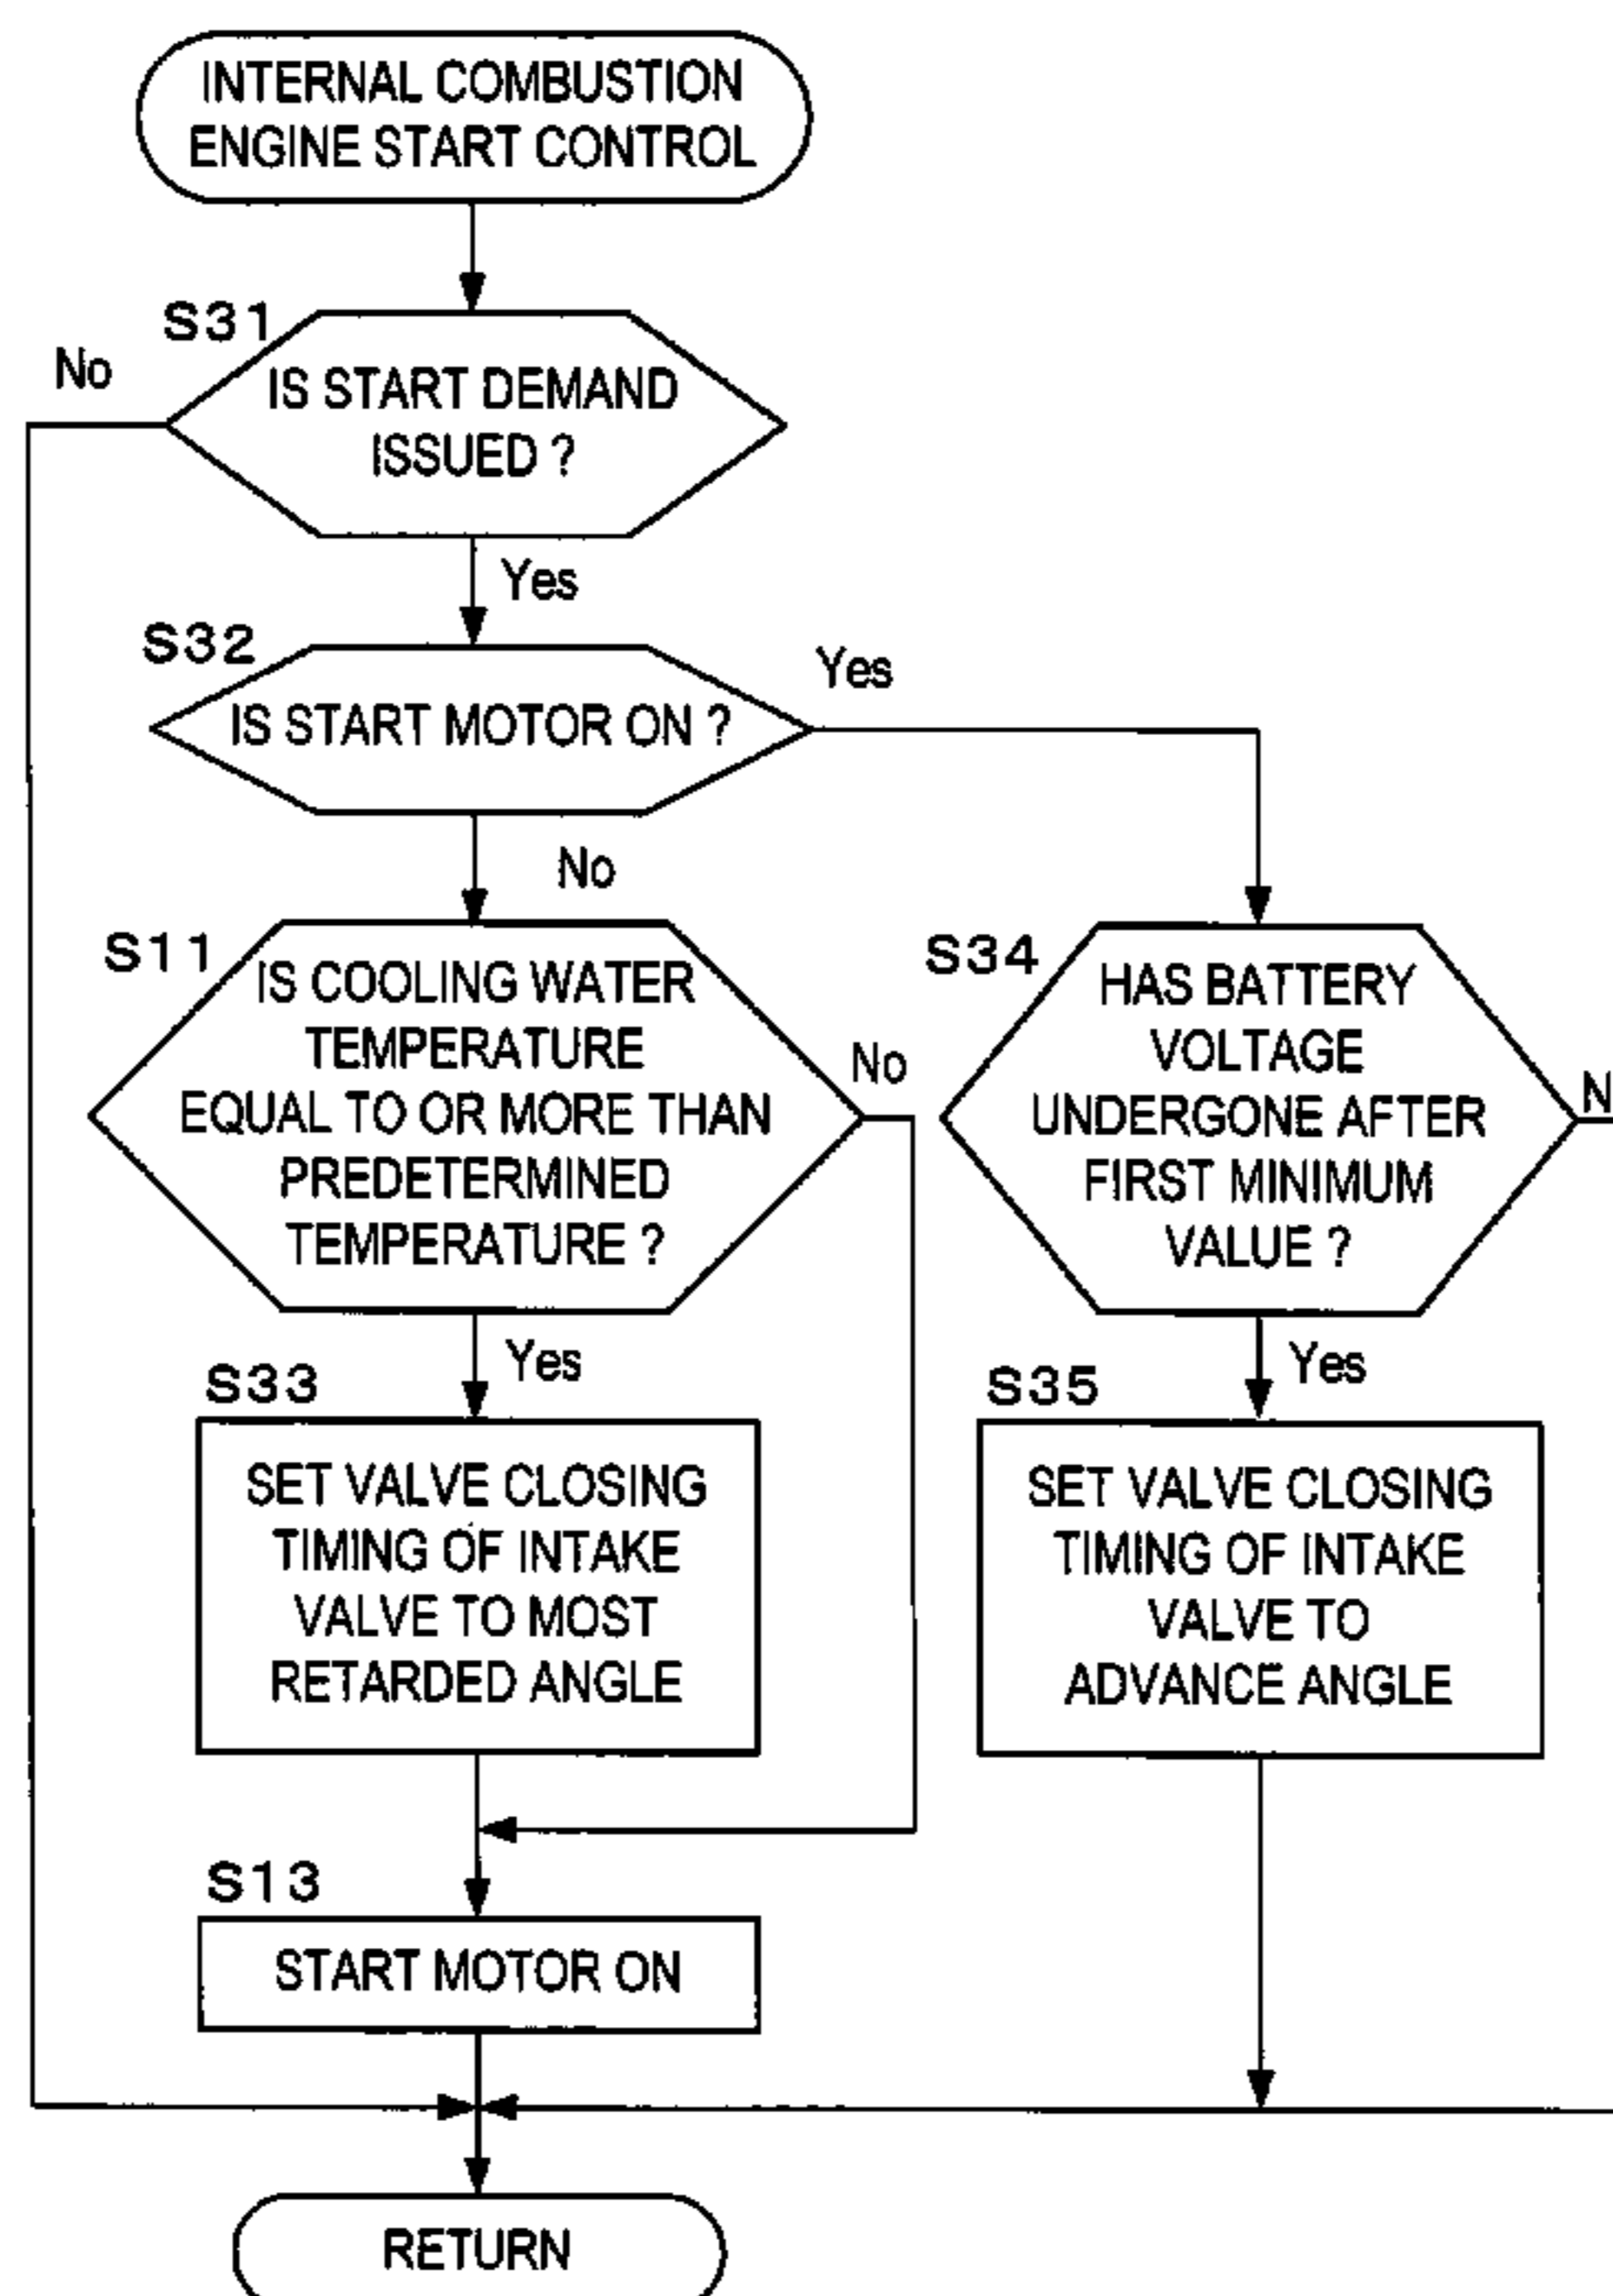 INTERNAL COMBUSTION
ENGINE START CONTROL
S31
No
IS START DEMAND
ISSUED ?
Yes
S32
Yes
IS START MOTOR ON ?
No
S11
IS COOLING WATER
TEMPERATURE
EQUAL TO OR MORE THAN
PREDETERMINED
TEMPERATURE ?
No
S34
HAS BATTERY
VOLTAGE
UNDERGONE AFTER
FIRST MINIMUM
VALUE ?
N
Yes
S33
SET VALVE CLOSING
TIMING OF INTAKE
VALVE TO MOST
RETARDED ANGLE
Yes
S35
SET VALVE CLOSING
TIMING OF INTAKE
VALVE TO
ADVANCE ANGLE
S13
START MOTOR ON
RETURN